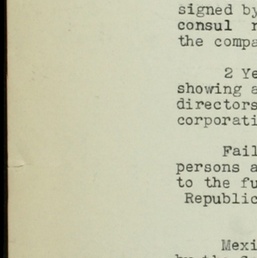 signed by
consul
the compa
2 Ye
showing a
directors
corporati
Fail
persons a
to the fu
Republic
Mexi